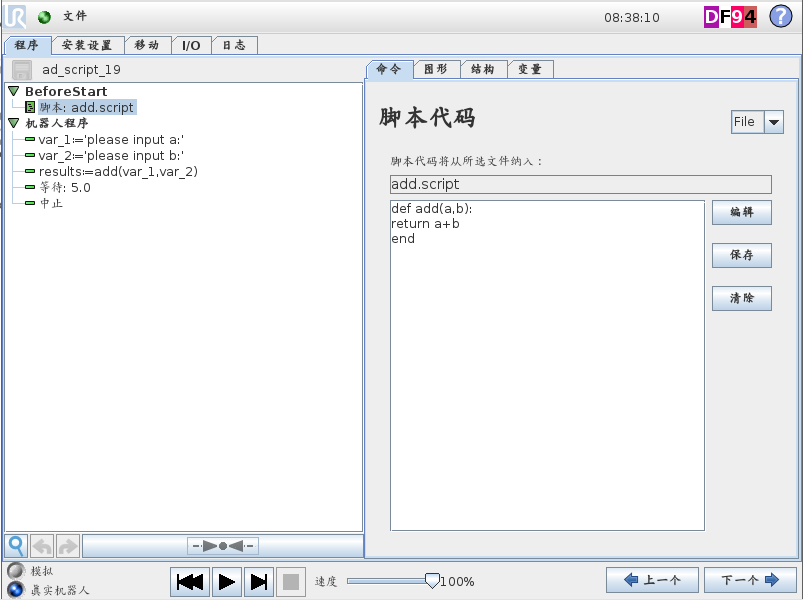 UR 文件 08:38:10 DF94 ?
程序 安装设置 移动 I/O 日志
ad_script_19
BeforeStart
脚本: add.script
机器人程序
var_1:='please input a:'
var_2:='please input b:'
results:=add(var_1,var_2)
等待: 5.0
中止
命令 图形 结构 变量
脚本代码
File
脚本代码将从所选文件纳入：
add.script
def add(a,b):
return a+b
end
编辑
保存
清除
模拟
真实机器人
速度 100%
上一个
下一个